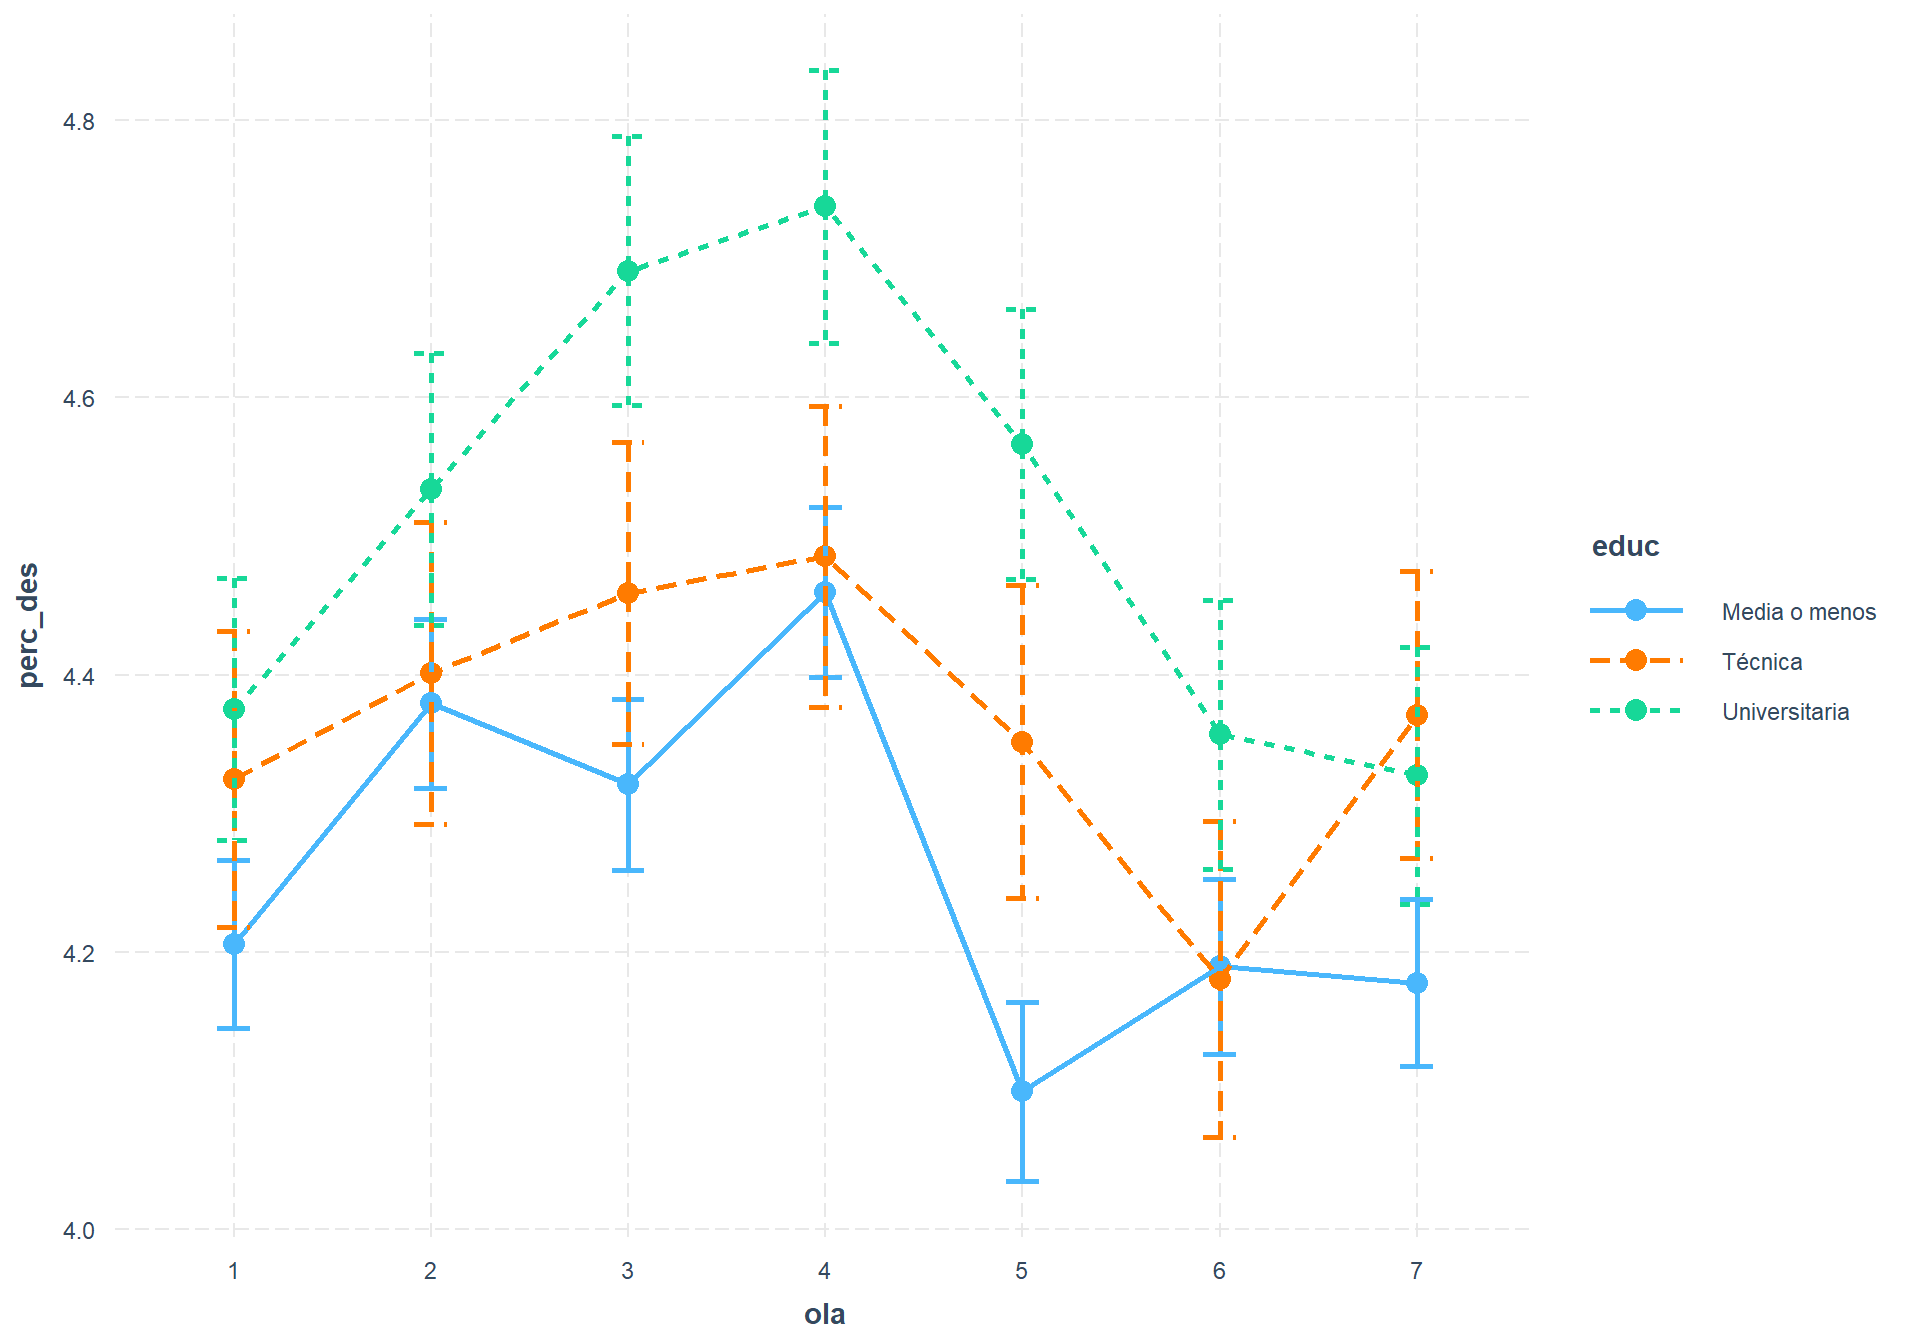 4.8
4.6
4.4
4.2
4.0
perc_des
1 2 3 4 5 6 7
ola
educ
Media o menos
Técnica
Universitaria